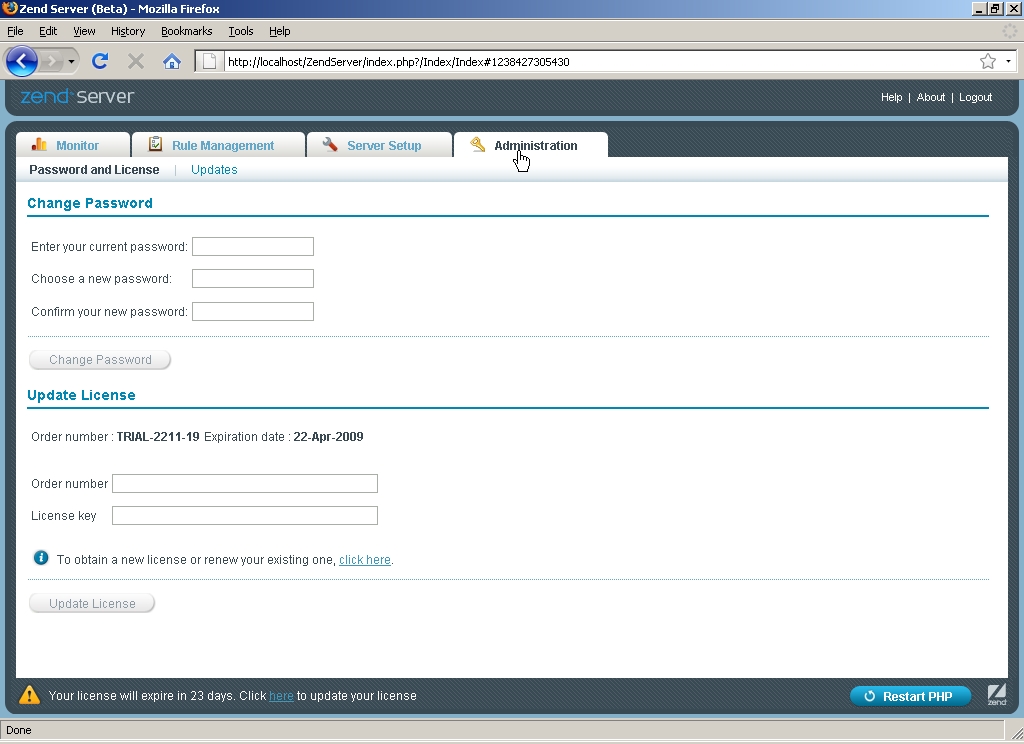 Zend Server (Beta) - Mozilla Firefox
File Edit View History Bookmarks Tools Help
http://localhost/ZendServer/index.php?/Index/Index#1238427305430
zend server
Help | About | Logout
Monitor Rule Management Server Setup Administration
Password and License | Updates
Change Password
Enter your current password:
Choose a new password:
Confirm your new password:
Change Password
Update License
Order number : TRIAL-2211-19 Expiration date : 22-Apr-2009
Order number
License key
i To obtain a new license or renew your existing one, click here.
Update License
Your license will expire in 23 days. Click here to update your license
Restart PHP
zend
Done